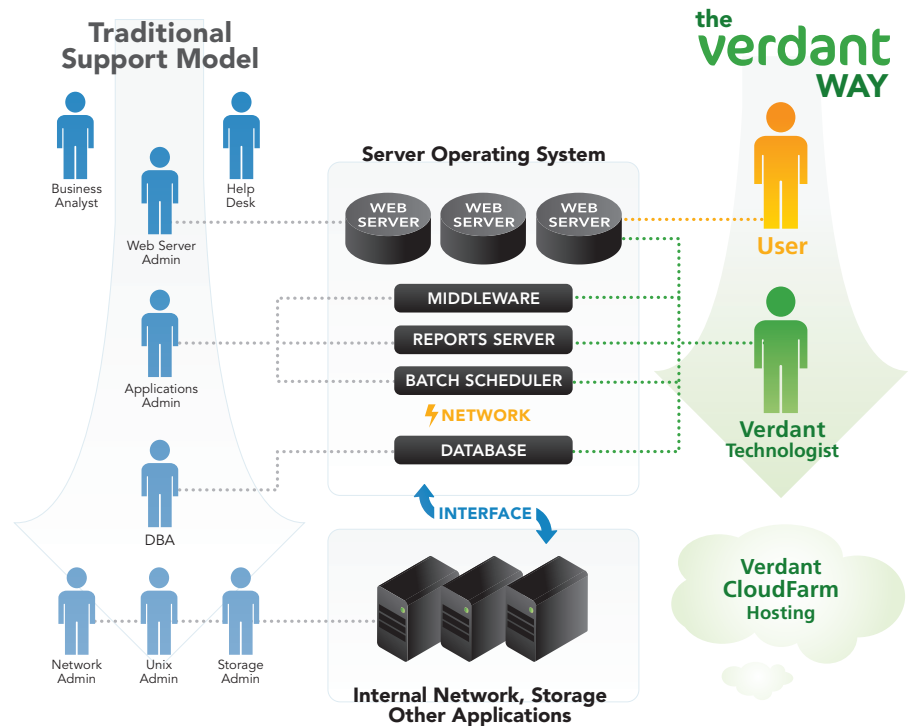 Traditional
Support Model
Business
Analyst
Help
Desk
Web Server
Admin
Applications
Admin
DBA
Network
Admin
Unix
Admin
Storage
Admin
Server Operating System
WEB
SERVER
WEB
SERVER
WEB
SERVER
MIDDLEWARE
REPORTS SERVER
BATCH SCHEDULER
NETWORK
DATABASE
INTERFACE
Internal Network, Storage
Other Applications
the
verdant
WAY
User
Verdant
Technologist
Verdant
CloudFarm
Hosting